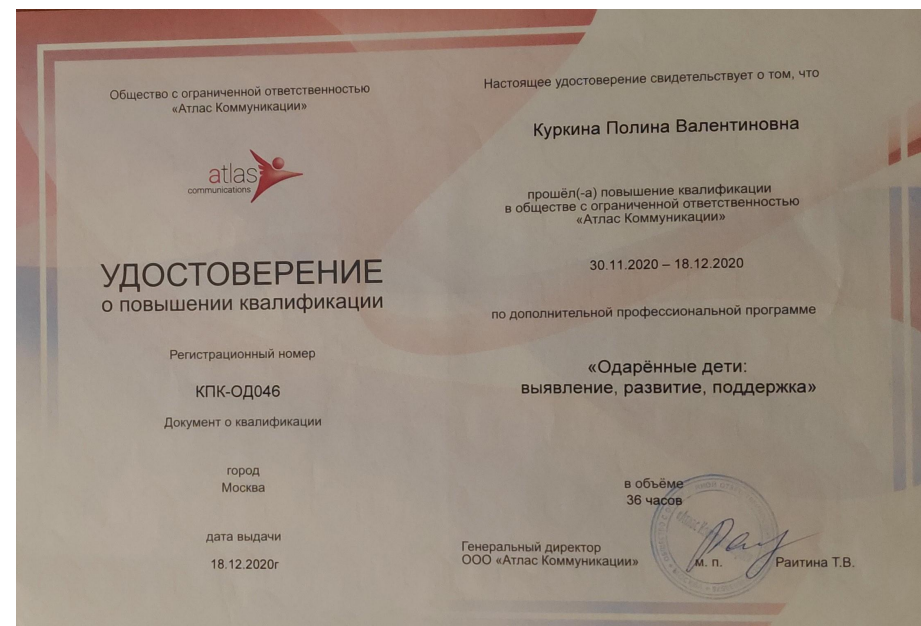 Общество с ограниченной ответственностью
«Атлас Коммуникации»
atlas
communications
УДОСТОВЕРЕНИЕ
о повышении квалификации
Регистрационный номер
КПК-ОД046
Документ о квалификации
город
Москва
дата выдачи
18.12.2020г
Настоящее удостоверение свидетельствует о том, что
Куркина Полина Валентиновна
прошёл(-а) повышение квалификации
в обществе с ограниченной ответственностью
«Атлас Коммуникации»
30.11.2020 – 18.12.2020
по дополнительной профессиональной программе
«Одарённые дети:
выявление, развитие, поддержка»
в объёме
36 часов
Генеральный директор
ООО «Атлас Коммуникации»
м. п.
Раитина Т.В.